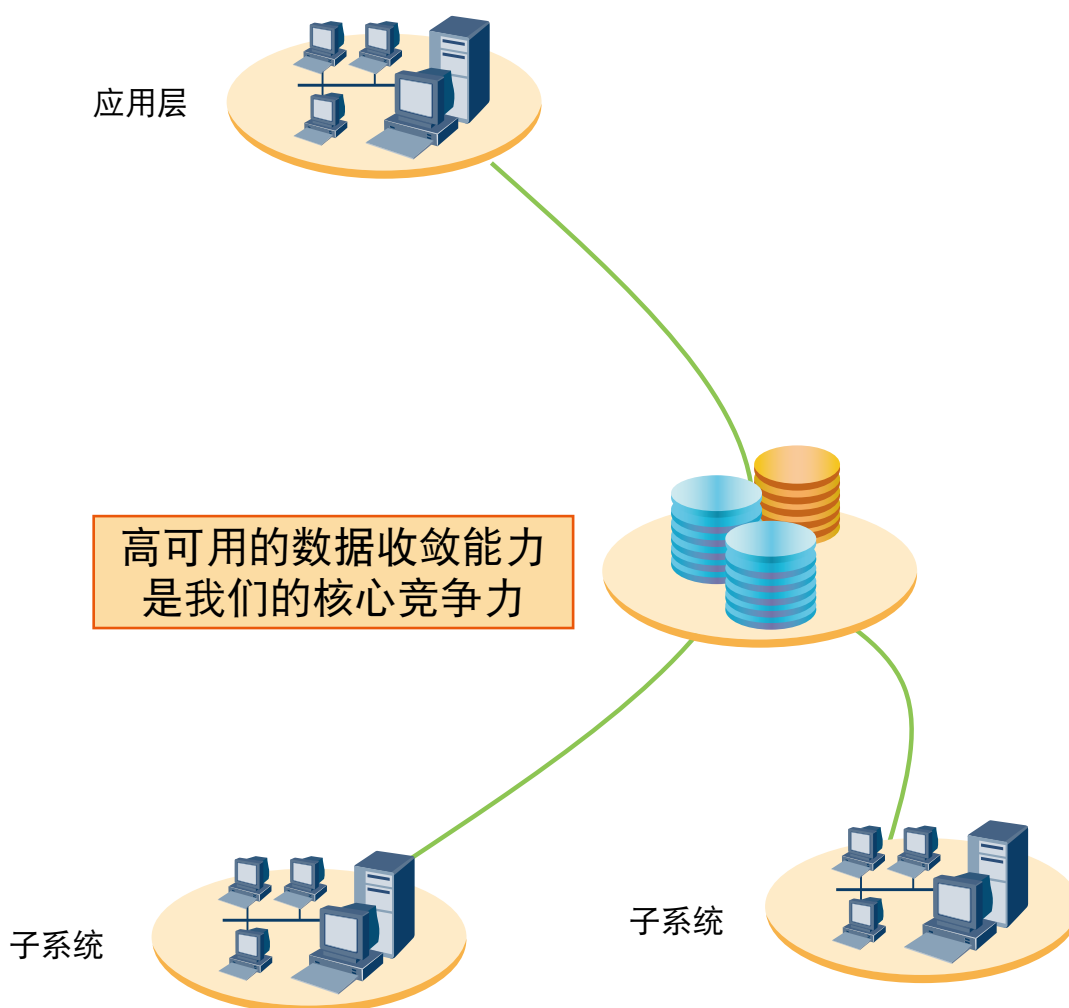 应用层
高可用的数据收敛能力
是我们的核心竞争力
子系统
子系统